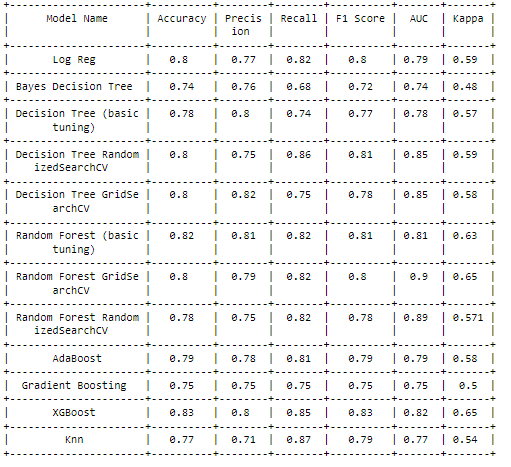 Model Name | Accuracy | Precis | Recall | F1 Score | AUC | Kappa
ion
Log Reg | 0.8 | 0.77 | 0.82 | 0.8 | 0.79 | 0.59
Bayes Decision Tree | 0.74 | 0.76 | 0.68 | 0.72 | 0.74 | 0.48
Decision Tree (basic | 0.78 | 0.8 | 0.74 | 0.77 | 0.78 | 0.57
tuning)
Decision Tree Random | 0.8 | 0.75 | 0.86 | 0.81 | 0.85 | 0.59
izedSearchCV
Decision Tree GridSe | 0.8 | 0.82 | 0.75 | 0.78 | 0.85 | 0.58
archCV
Random Forest (basic | 0.82 | 0.81 | 0.82 | 0.81 | 0.81 | 0.63
tuning)
Random Forest GridSe | 0.8 | 0.79 | 0.82 | 0.8 | 0.9 | 0.65
archCV
Random Forest Random | 0.78 | 0.75 | 0.82 | 0.78 | 0.89 | 0.571
izedSearchCV
AdaBoost | 0.79 | 0.78 | 0.81 | 0.79 | 0.79 | 0.58
Gradient Boosting | 0.75 | 0.75 | 0.75 | 0.75 | 0.75 | 0.5
XGBoost | 0.83 | 0.8 | 0.85 | 0.83 | 0.82 | 0.65
Knn | 0.77 | 0.71 | 0.87 | 0.79 | 0.77 | 0.54